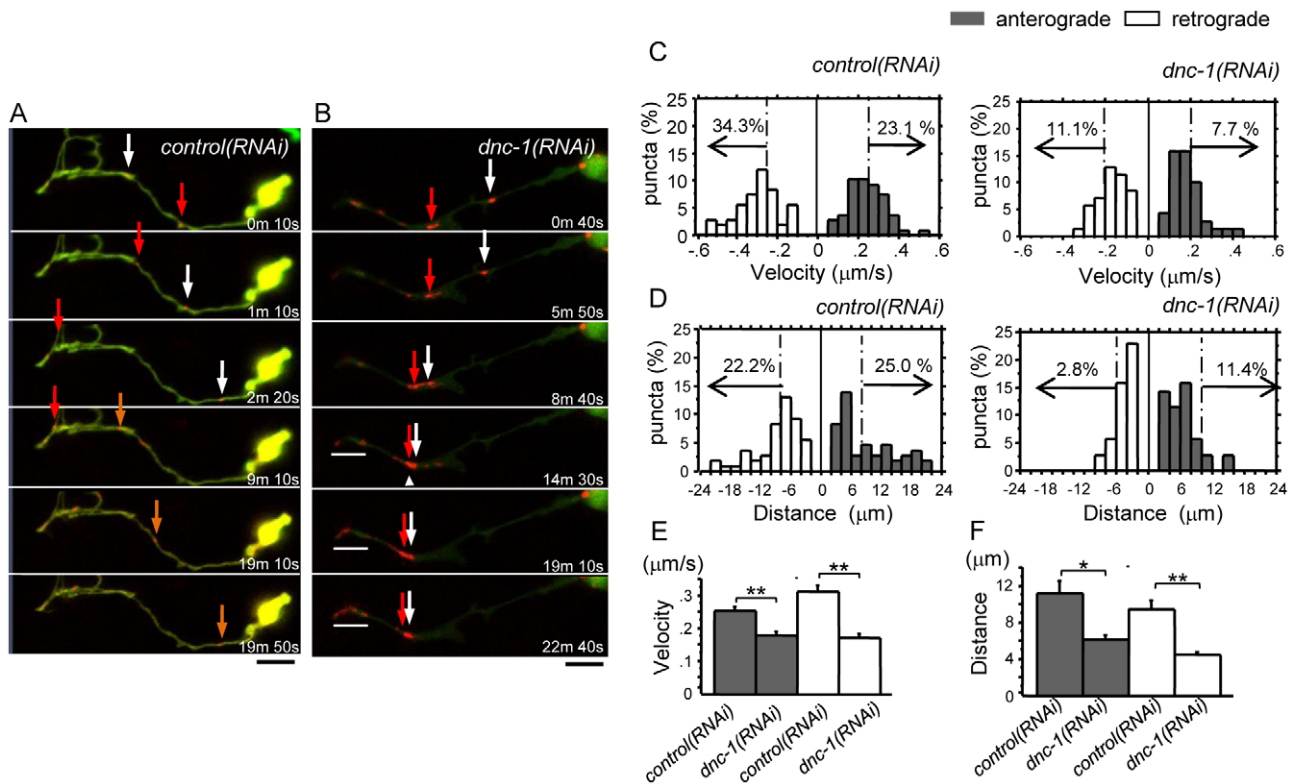 anterograde retrograde
A
control(RNAi)
0m 10s
1m 10s
2m 20s
9m 10s
19m 10s
19m 50s
B
dnc-1(RNAi)
0m 40s
5m 50s
8m 40s
14m 30s
19m 10s
22m 40s
C
control(RNAi)
puncta (%)
25
20
15
10
5
0
34.3%
23.1 %
-.6 -.4 -.2 0 .2 .4 .6
Velocity (μm/s)
dnc-1(RNAi)
puncta (%)
25
20
15
10
5
0
11.1%
7.7 %
-.6 -.4 -.2 0 .2 .4 .6
Velocity (μm/s)
D
control(RNAi)
puncta (%)
25
20
15
10
5
0
22.2%
25.0 %
-24 -18 -12 -6 0 6 12 18 24
Distance (μm)
dnc-1(RNAi)
puncta (%)
25
20
15
10
5
0
2.8%
11.4%
-24 -18 -12 -6 0 6 12 18 24
Distance (μm)
E
(μm/s)
Velocity
.3
.2
.1
0
**
**
control(RNAi)
dnc-1(RNAi)
control(RNAi)
dnc-1(RNAi)
F
(μm)
Distance
12
8
4
0
*
**
control(RNAi)
dnc-1(RNAi)
control(RNAi)
dnc-1(RNAi)